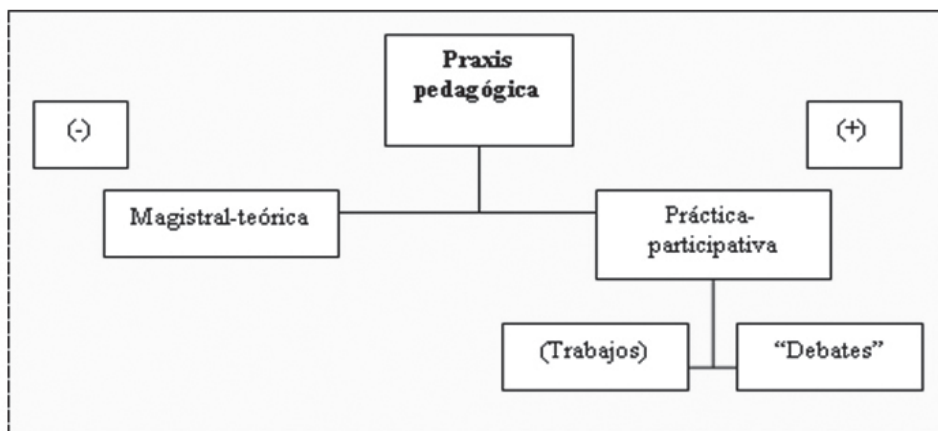 Praxis
pedagógica
(-)
(+)
Magistral-teórica
Práctica-
participativa
(Trabajos)
“Debates”